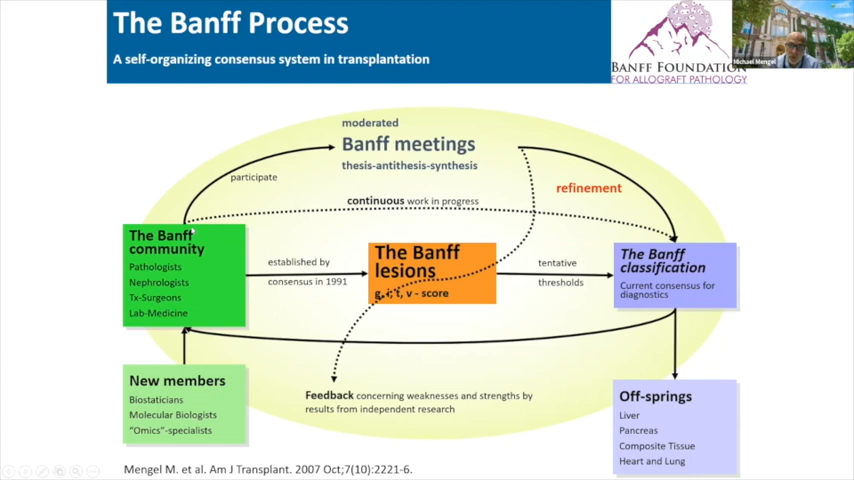 The Banff Process
A self-organizing consensus system in transplantation
BANFF FOUNDATION
FOR ALLOGRAFT PATHOLOGY
Michael Mengel
moderated
Banff meetings
thesis-antithesis-synthesis
participate
refinement
continuous work in progress
The Banff
community
Pathologists
Nephrologists
Tx-Surgeons
Lab-Medicine
established by
consensus in 1991
The Banff
lesions
g, i, t, v - score
tentative
thresholds
The Banff
classification
Current consensus for
diagnostics
New members
Biostaticians
Molecular Biologists
“Omics”-specialists
Feedback concerning weaknesses and strengths by
results from independent research
Off-springs
Liver
Pancreas
Composite Tissue
Heart and Lung
Mengel M. et al. Am J Transplant. 2007 Oct;7(10):2221-6.